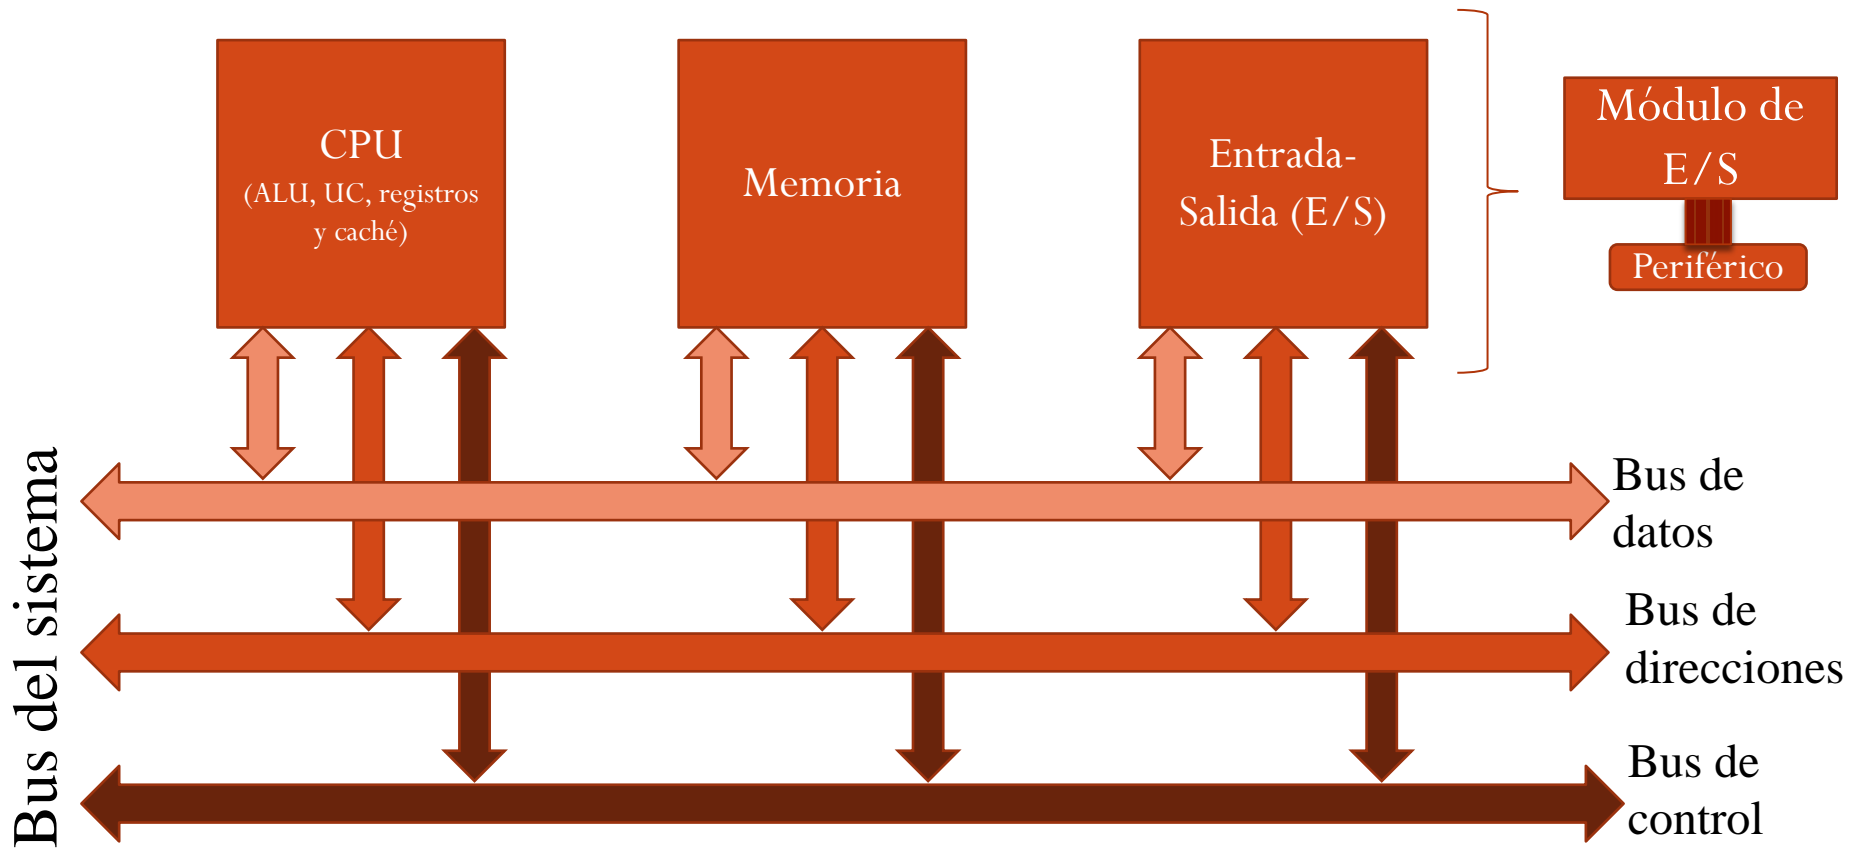 CPU
(ALU, UC, registros
y caché)
Memoria
Entrada-
Salida (E/S)
Módulo de
E/S
Periférico
Bus del sistema
Bus de
datos
Bus de
direcciones
Bus de
control